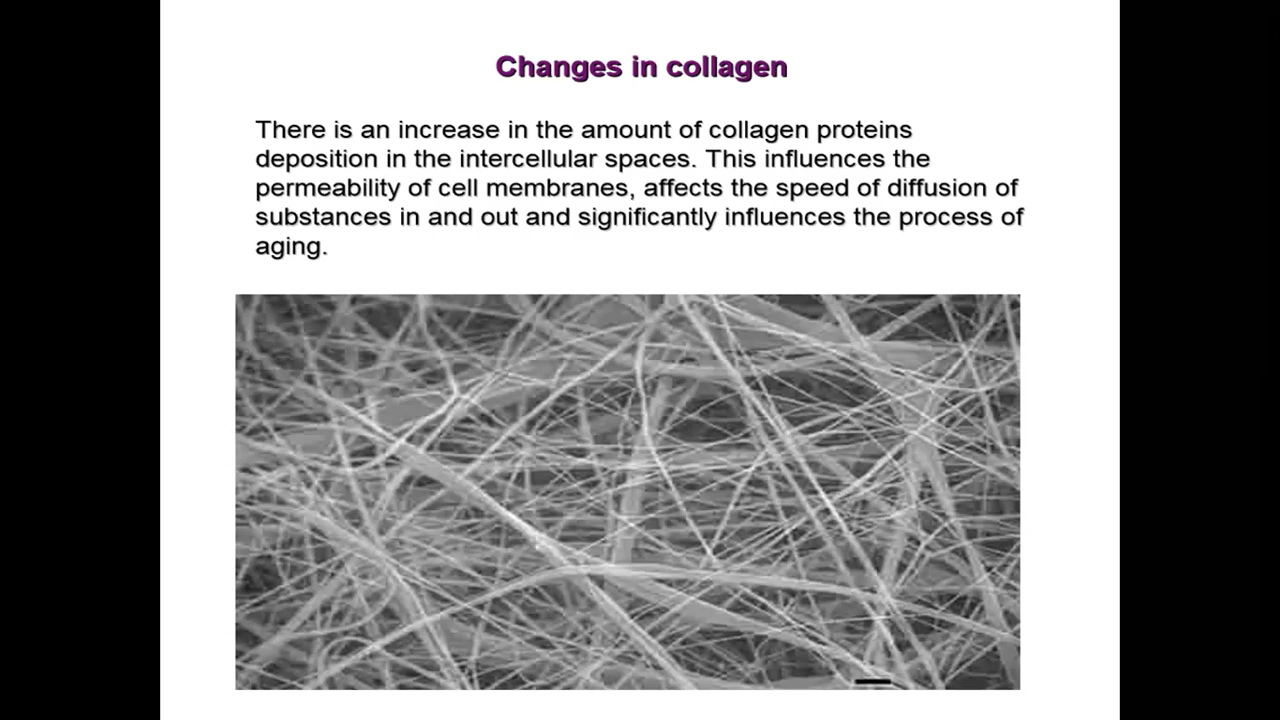 Changes in collagen
There is an increase in the amount of collagen proteins
deposition in the intercellular spaces. This influences the
permeability of cell membranes, affects the speed of diffusion of
substances in and out and significantly influences the process of
aging.